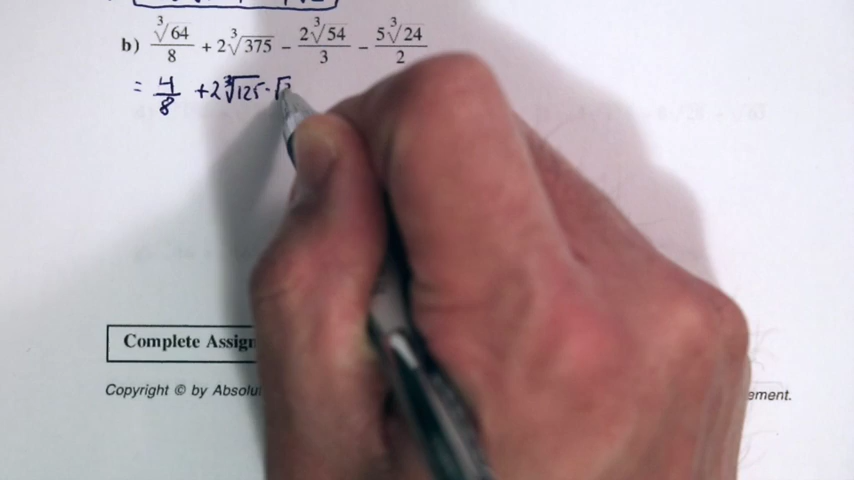 b) ∛64/8 + 2∛375 − 2∛54/3 − 5∛24/2
= 4/8 + 2∛125 · √
Complete Assign
Copyright © by Absolu ement.